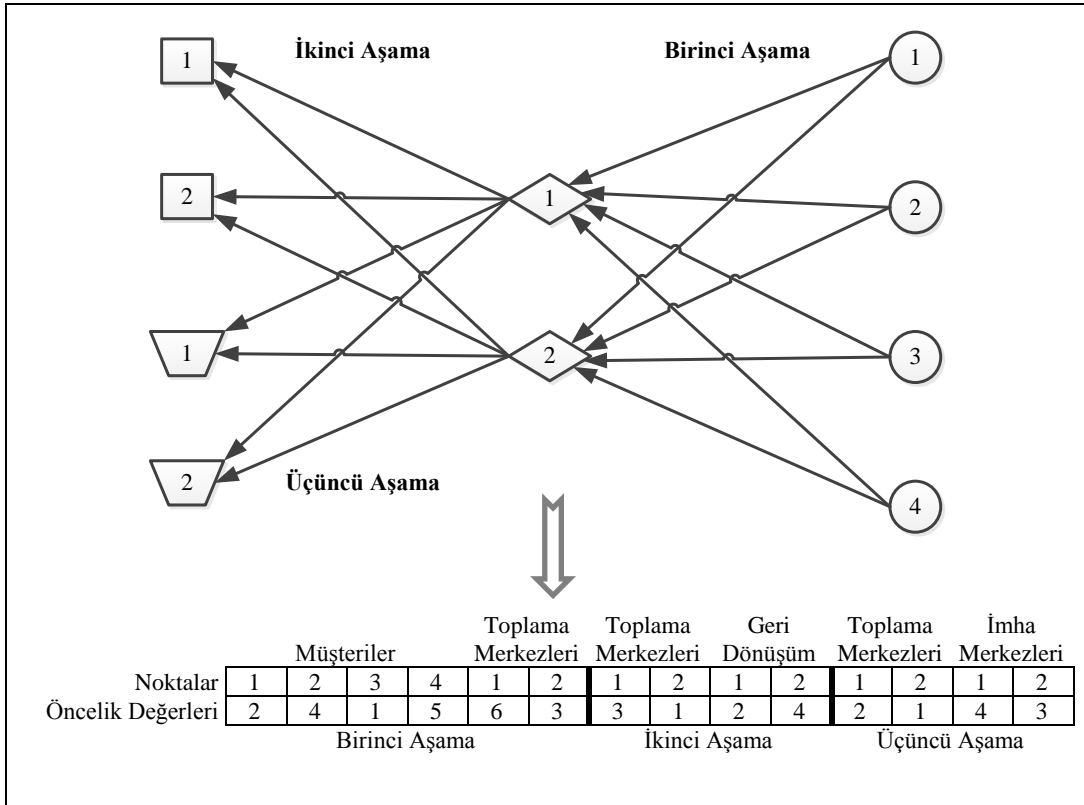 İkinci Aşama Birinci Aşama
1 1
2 1 2
1 2 3
2 4
Üçüncü Aşama
Toplama Toplama Geri Toplama İmha
Müşteriler Merkezleri Merkezleri Dönüşüm Merkezleri Merkezleri
Noktalar 1 2 3 4 1 2 1 2 1 2 1 2 1 2
Öncelik Değerleri 2 4 1 5 6 3 3 1 2 4 2 1 4 3
Birinci Aşama İkinci Aşama Üçüncü Aşama